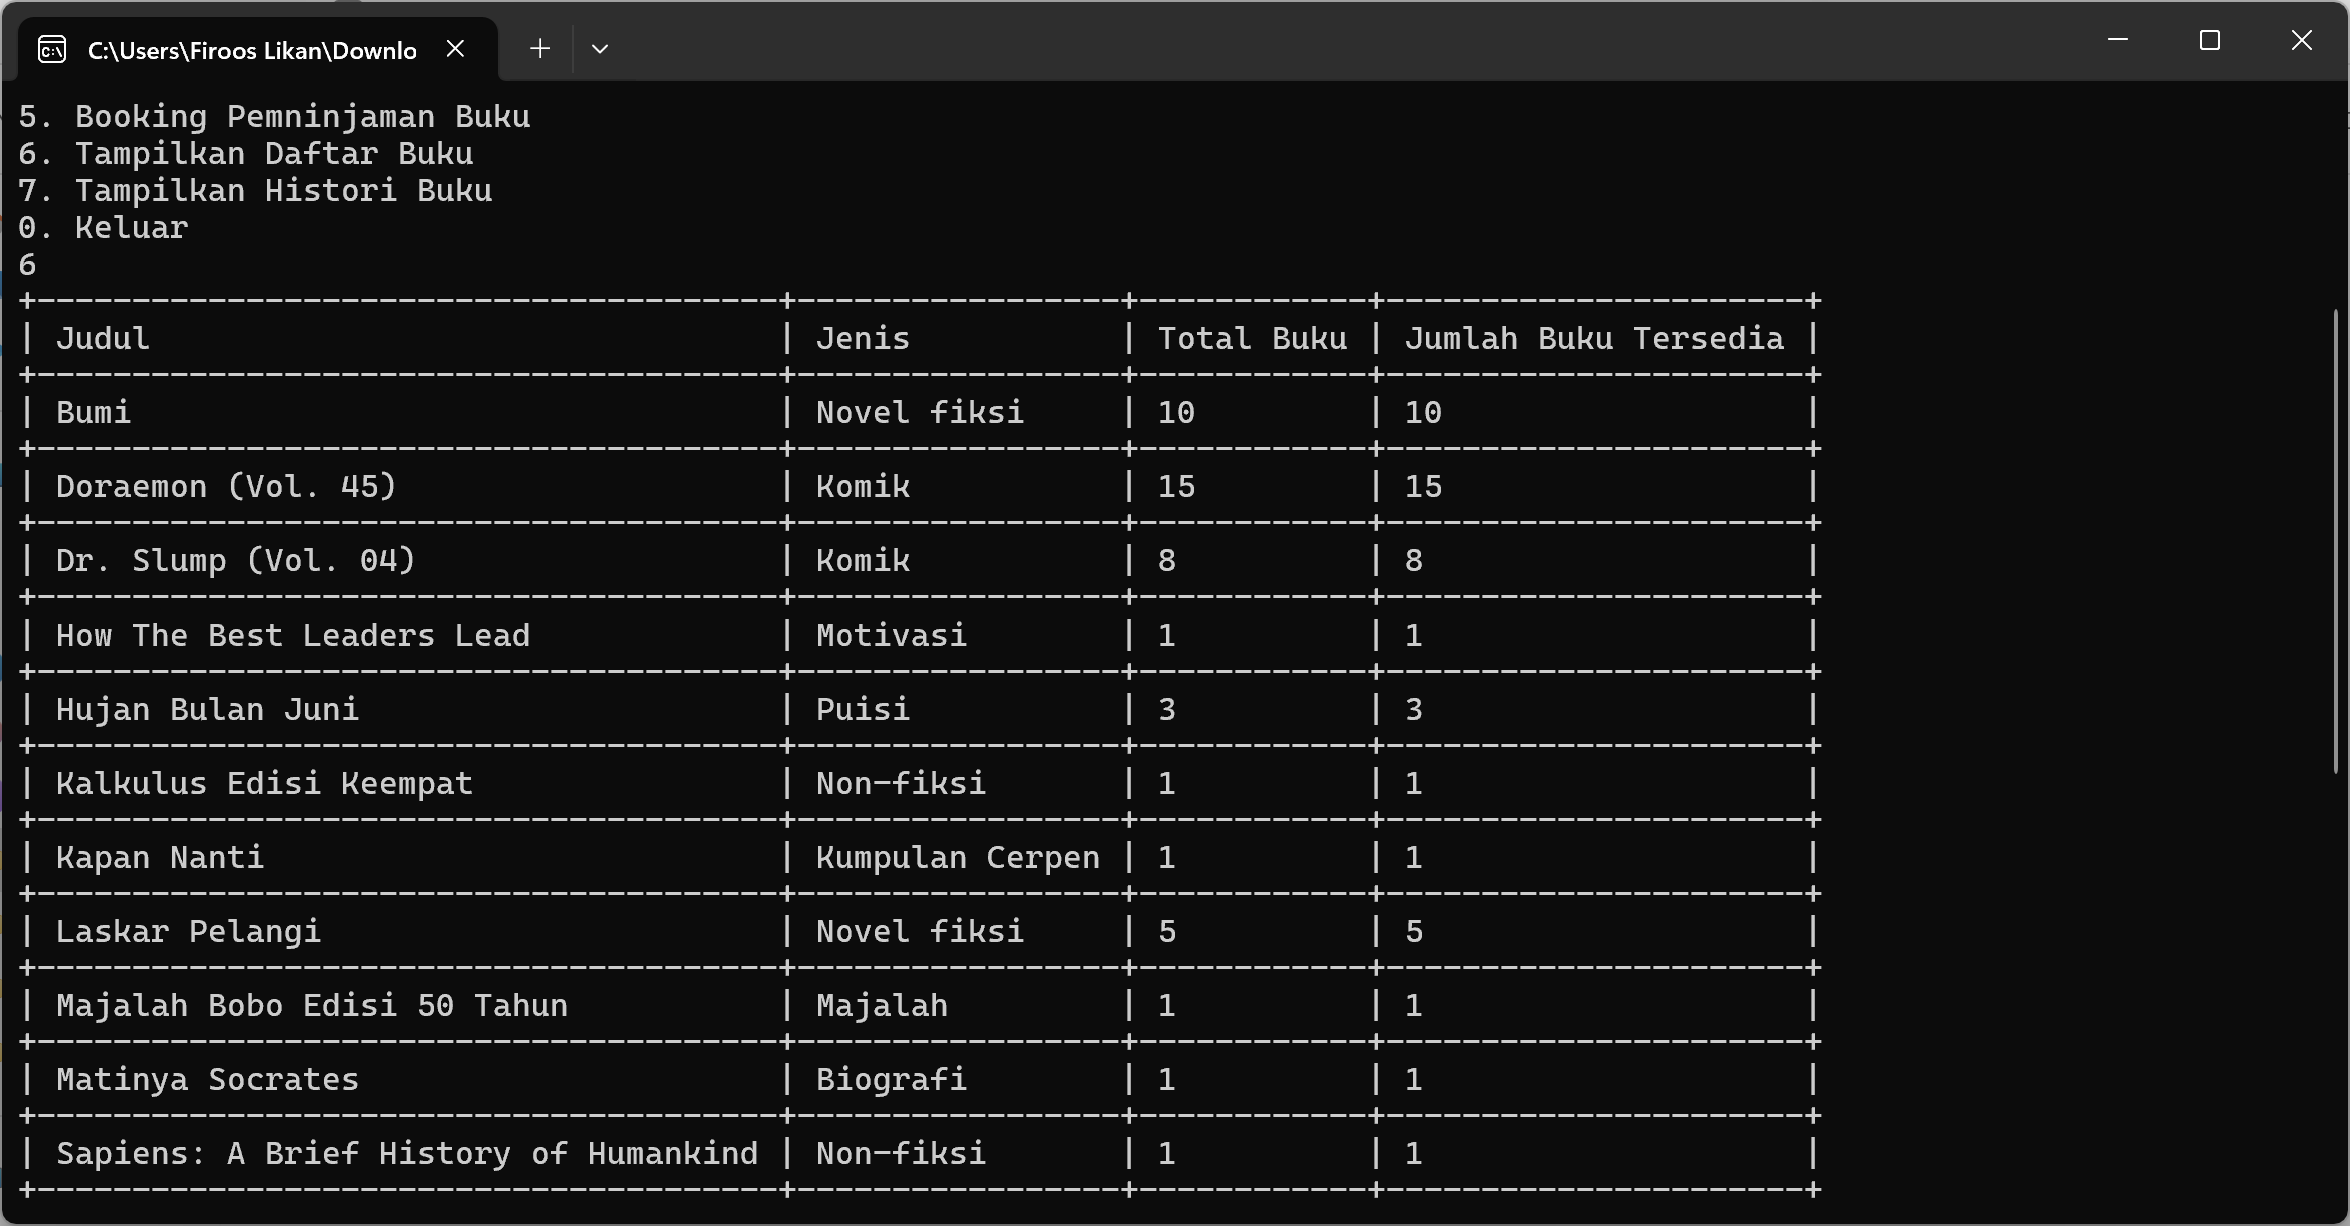 C:\Users\Firoos Likan\Downlo
5. Booking Pemninjaman Buku
6. Tampilkan Daftar Buku
7. Tampilkan Histori Buku
0. Keluar
6
+---------------------------------------+-----------------+------------+----------------------+
| Judul | Jenis | Total Buku | Jumlah Buku Tersedia |
| Bumi | Novel fiksi | 10 | 10 |
| Doraemon (Vol. 45) | Komik | 15 | 15 |
| Dr. Slump (Vol. 04) | Komik | 8 | 8 |
| How The Best Leaders Lead | Motivasi | 1 | 1 |
| Hujan Bulan Juni | Puisi | 3 | 3 |
| Kalkulus Edisi Keempat | Non-fiksi | 1 | 1 |
| Kapan Nanti | Kumpulan Cerpen | 1 | 1 |
| Laskar Pelangi | Novel fiksi | 5 | 5 |
| Majalah Bobo Edisi 50 Tahun | Majalah | 1 | 1 |
| Matinya Socrates | Biografi | 1 | 1 |
| Sapiens: A Brief History of Humankind | Non-fiksi | 1 | 1 |